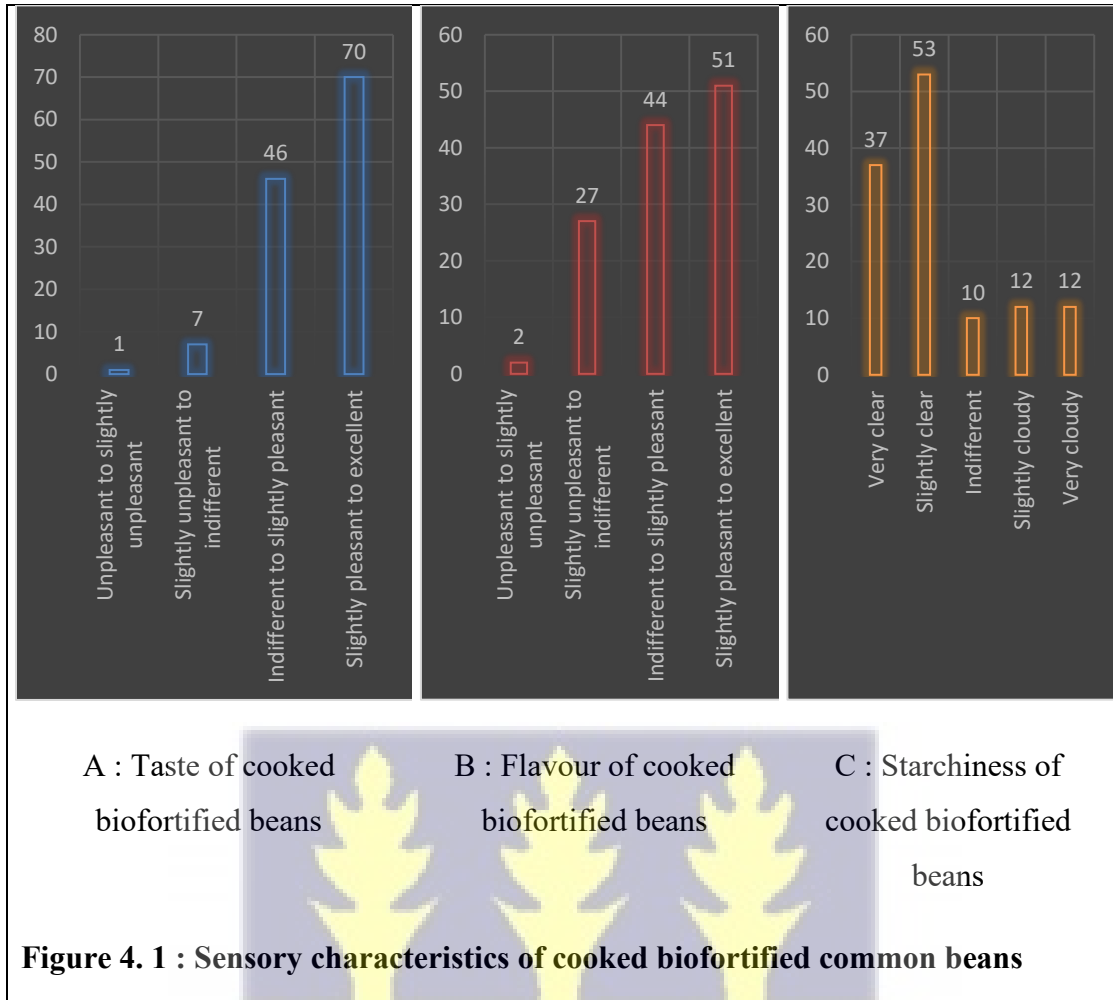 80
70
60
50
40
30
20
10
0
1
7
46
70
Unpleasant to slightly
unpleasant
Slightly unpleasant to
indifferent
Indifferent to slightly pleasant
Slightly pleasant to excellent
60
50
40
30
20
10
0
2
27
44
51
Unpleasant to slightly
unpleasant
Slightly unpleasant to
indifferent
Indifferent to slightly pleasant
Slightly pleasant to excellent
60
50
40
30
20
10
0
37
53
10
12
12
Very clear
Slightly clear
Indifferent
Slightly cloudy
Very cloudy
A : Taste of cooked
biofortified beans
B : Flavour of cooked
biofortified beans
C : Starchiness of
cooked biofortified
beans
Figure 4. 1 : Sensory characteristics of cooked biofortified common beans